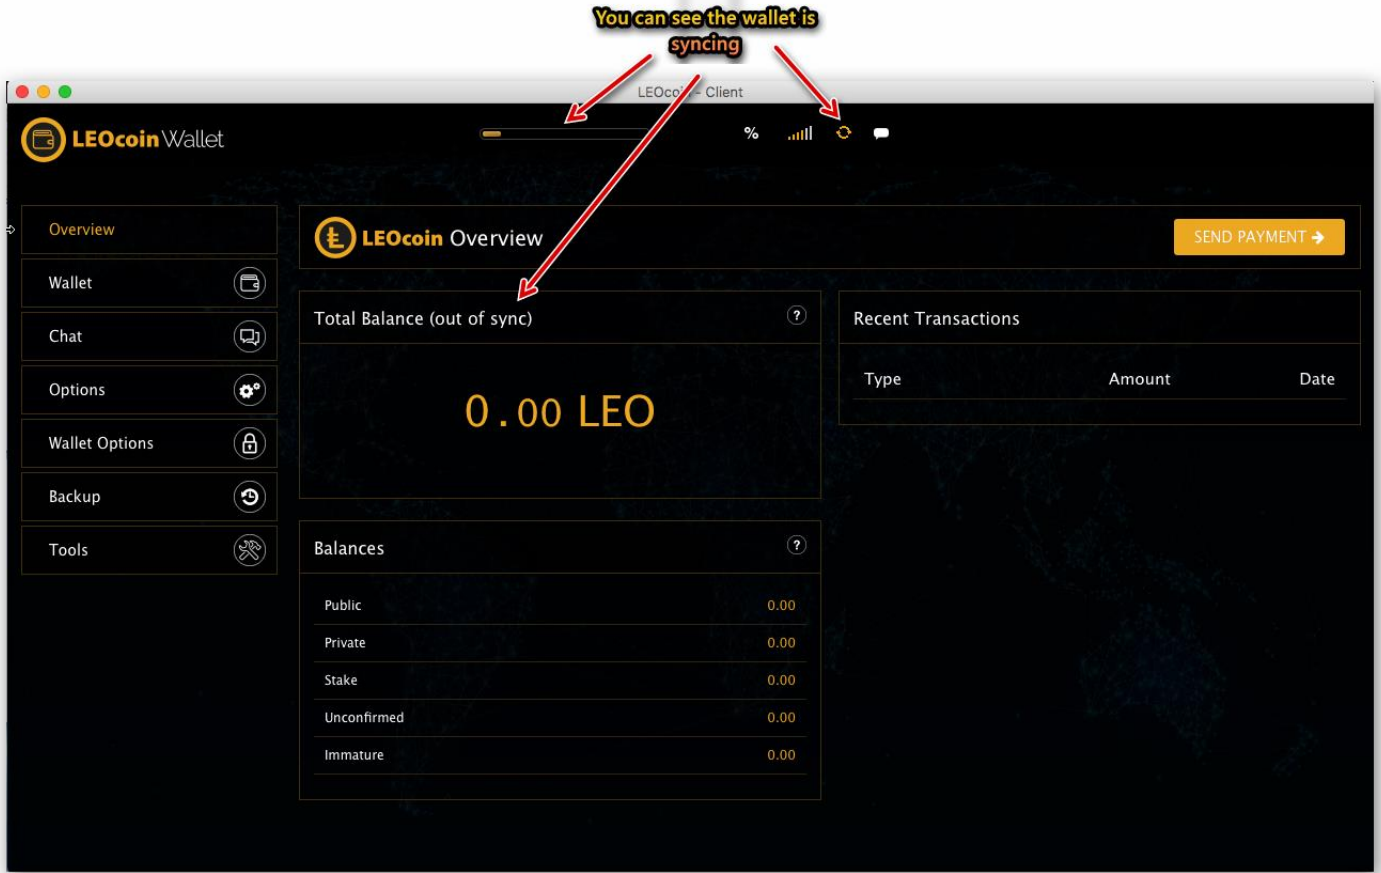 You can see the wallet is
syncing
LEOcoin - Client
LEOcoin Wallet
%
Overview
Wallet
Chat
Options
Wallet Options
Backup
Tools
LEOcoin Overview
SEND PAYMENT →
Total Balance (out of sync)
?
0.00 LEO
Recent Transactions
Type Amount Date
Balances
?
Public 0.00
Private 0.00
Stake 0.00
Unconfirmed 0.00
Immature 0.00